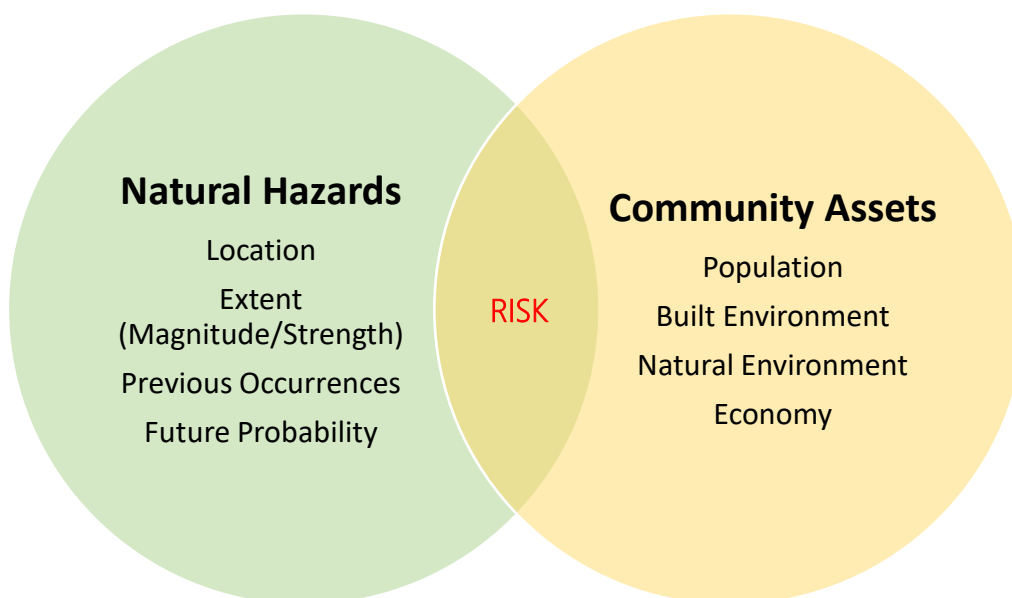 Natural Hazards
Location
Extent
(Magnitude/Strength)
Previous Occurrences
Future Probability
RISK
Community Assets
Population
Built Environment
Natural Environment
Economy